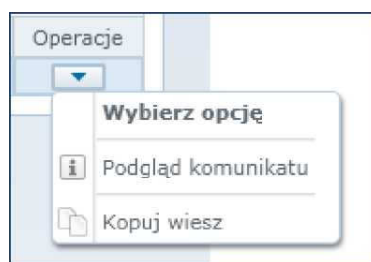 Operacje
Wybierz opcję
Podgląd komunikatu
Kopuj wiesz